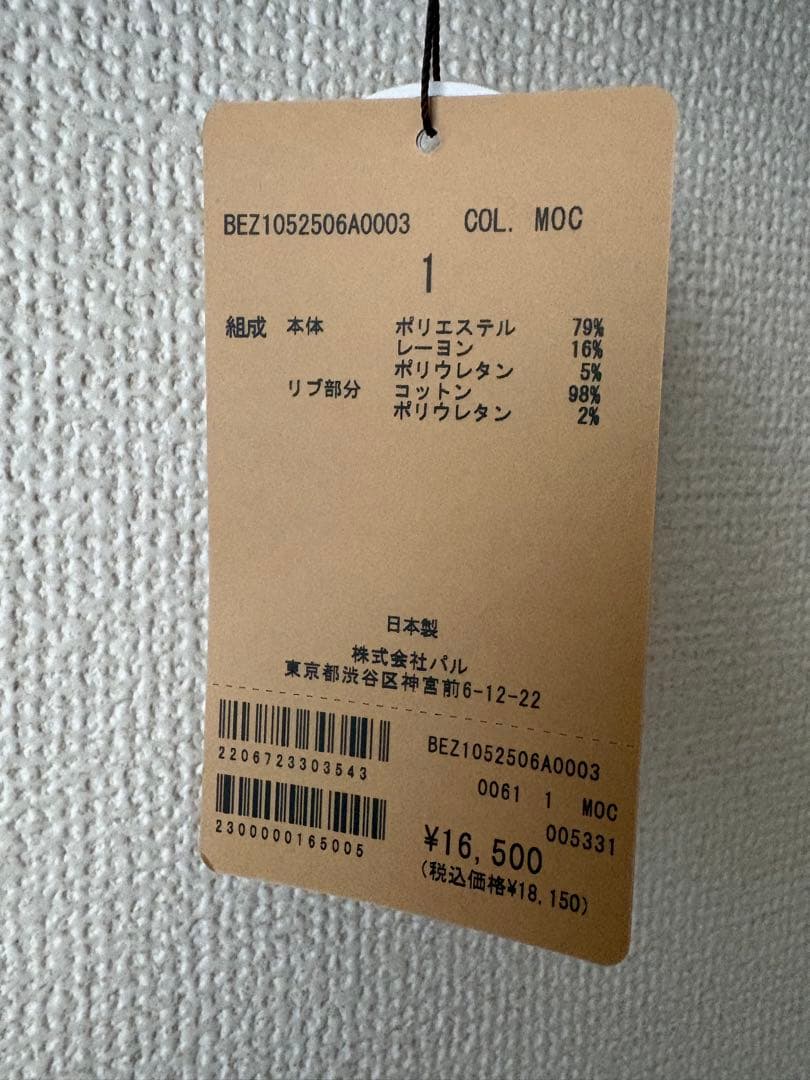 BEZ1052506A0003 COL. MOC
1
組成 本体 ポリエステル 79%
レーヨン 16%
ポリウレタン 5%
リブ部分 コットン 98%
ポリウレタン 2%
日本製
株式会社パル
東京都渋谷区神宮前6-12-22
2206723303543
BEZ1052506A0003
0061 1 MOC
2300000165005
005331
¥16,500
(税込価格¥18,150)